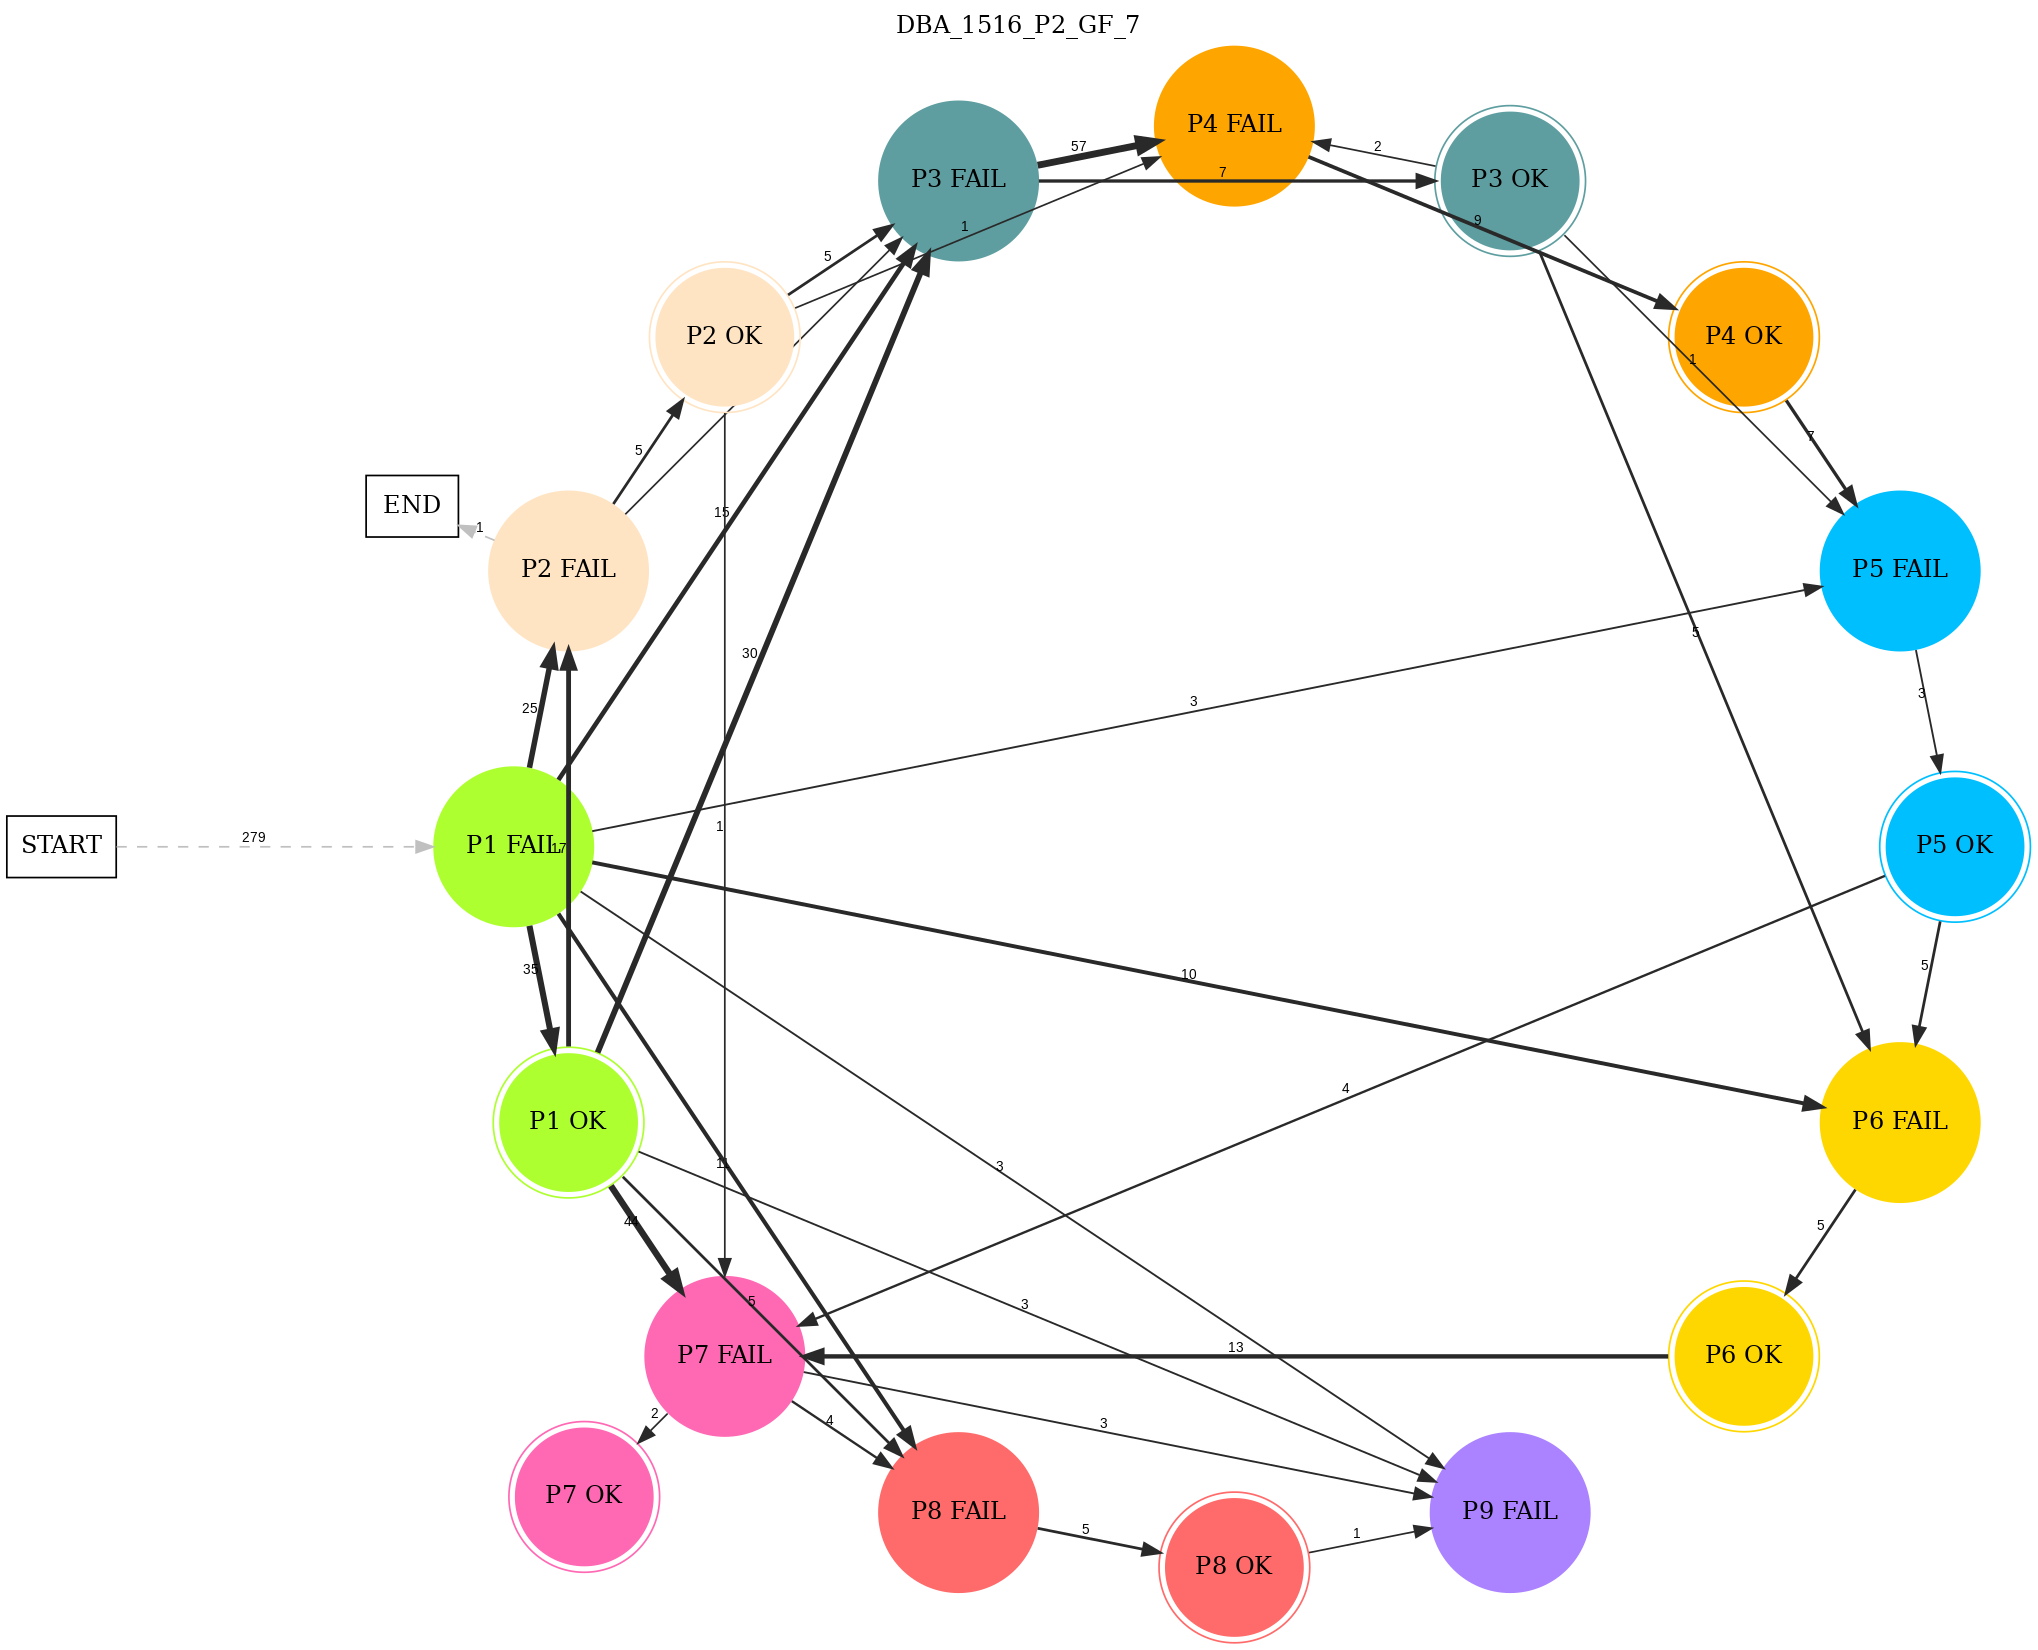 DBA_1516_P2_GF_7
P4 FAIL
P3 FAIL
P3 OK
57
2
7
9
1
5
P2 OK
P4 OK
1
7
5
END
1
15
P2 FAIL
P5 FAIL
5
30
3
3
25
START
279
P1 FAIL
17
1
P5 OK
35
10
5
4
P1 OK
P6 FAIL
11
3
44
5
5
3
13
P7 FAIL
P6 OK
2
4
3
P7 OK
P8 FAIL
P9 FAIL
5
1
P8 OK